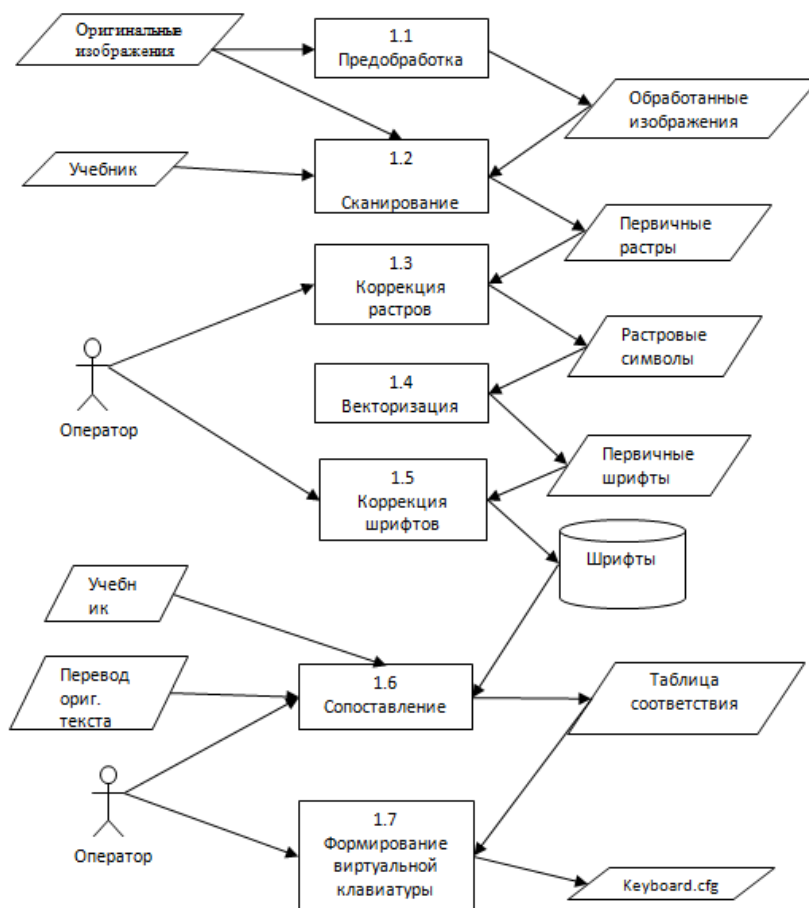 Оригинальные
изображения
1.1
Предобработка
Обработанные
изображения
Учебник
1.2
Сканирование
Первичные
растры
1.3
Коррекция
растров
Растровые
символы
Оператор
1.4
Векторизация
Первичные
шрифты
1.5
Коррекция
шрифтов
Шрифты
Учебн
ик
Перевод
ориг.
текста
1.6
Сопоставление
Таблица
соответствия
Оператор
1.7
Формирование
виртуальной
клавиатуры
Keyboard.cfg